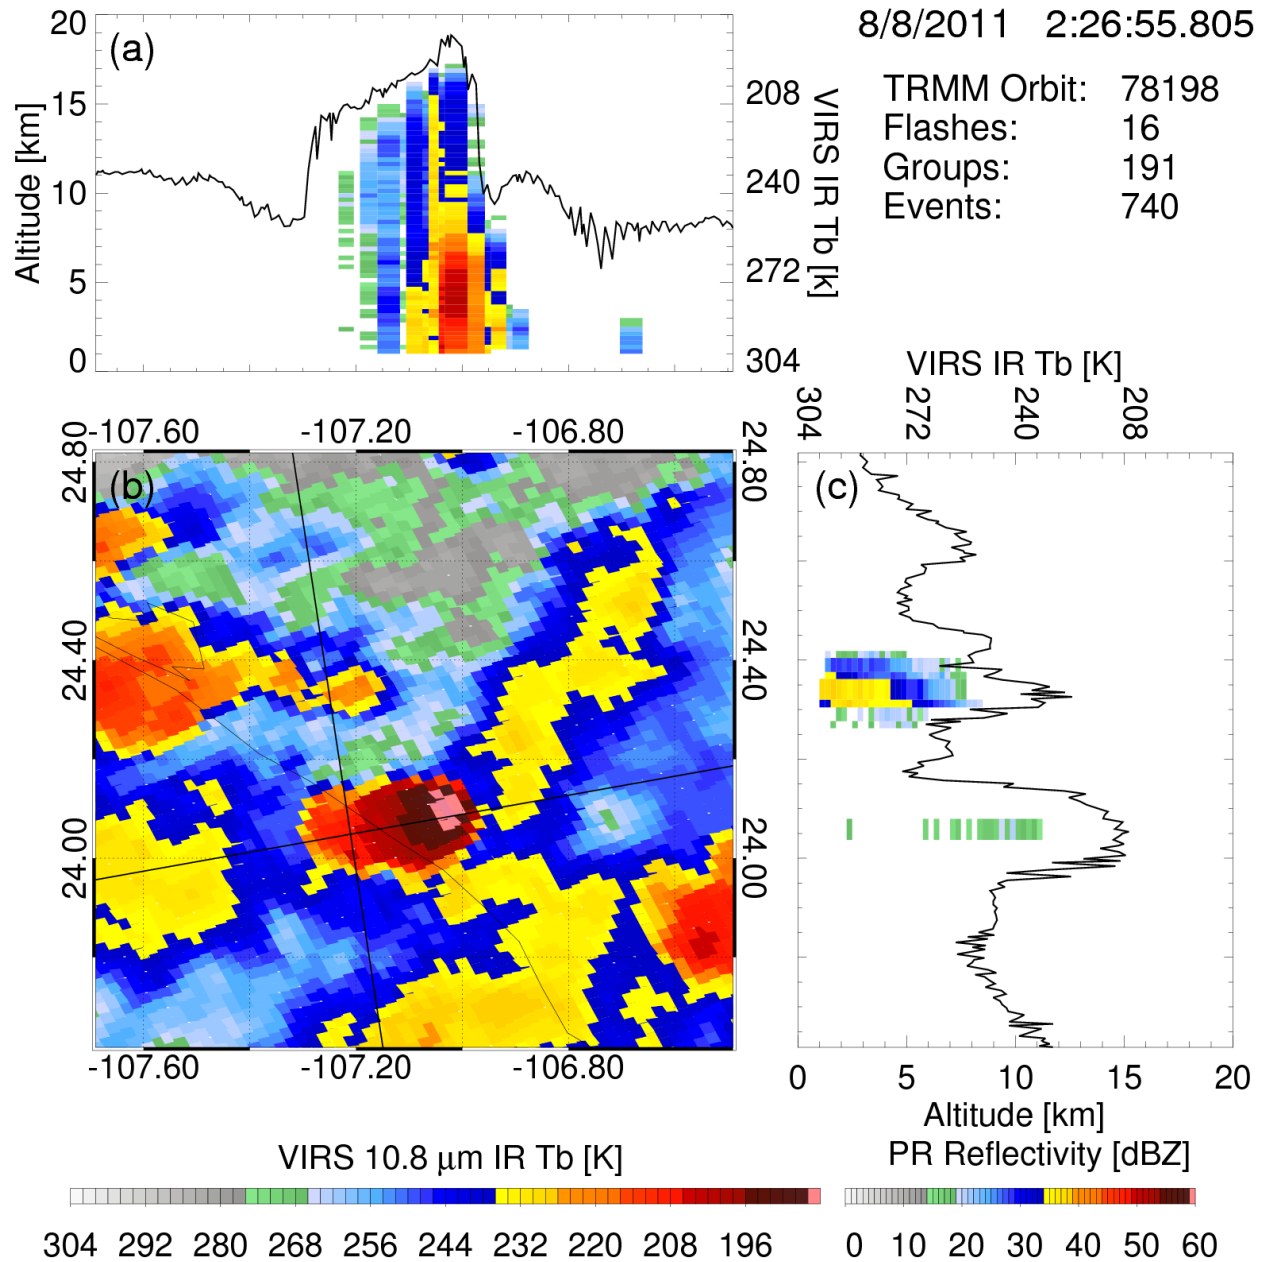 8/8/2011 2:26:55.805
TRMM Orbit: 78198
Flashes: 16
Groups: 191
Events: 740
(a)
20
15
10
5
0
Altitude [km]
208
240
272
304
VIRS IR Tb [k]
(b)
-107.60 -107.20 -106.80
24.80
24.40
24.00
24.80
24.40
24.00
-107.60 -107.20 -106.80
VIRS IR Tb [K]
304 272 240 208
(c)
0 5 10 15 20
Altitude [km]
VIRS 10.8 μm IR Tb [K]
304 292 280 268 256 244 232 220 208 196
PR Reflectivity [dBZ]
0 10 20 30 40 50 60